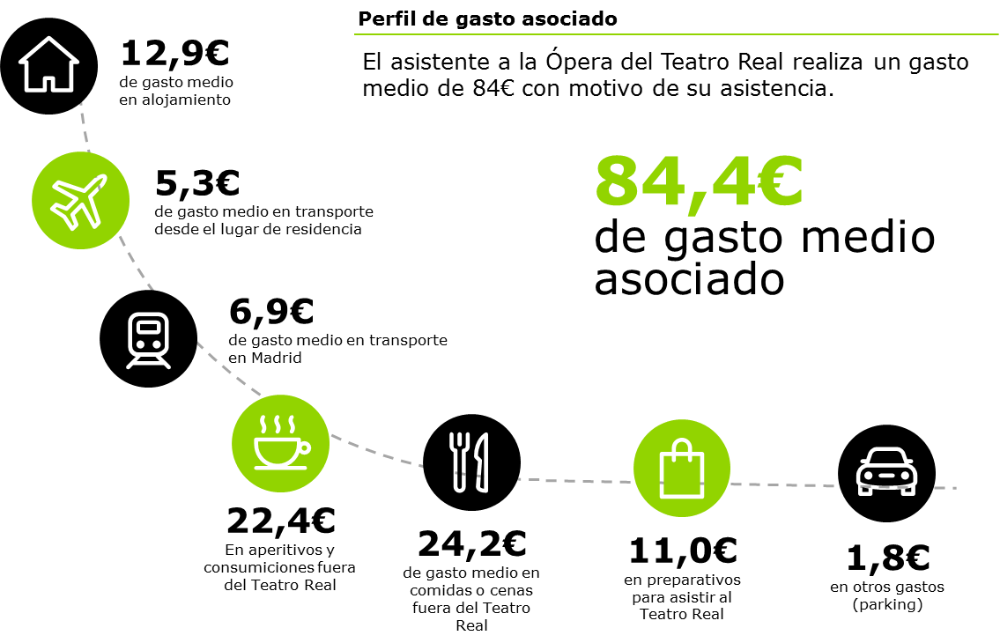 Perfil de gasto asociado
El asistente a la Ópera del Teatro Real realiza un gasto
medio de 84€ con motivo de su asistencia.
12,9€
de gasto medio
en alojamiento
5,3€
de gasto medio en transporte
desde el lugar de residencia
84,4€
de gasto medio
asociado
6,9€
de gasto medio en transporte
en Madrid
22,4€
En aperitivos y
consumiciones fuera
del Teatro Real
24,2€
de gasto medio en
comidas o cenas
fuera del Teatro
Real
11,0€
en preparativos
para asistir al
Teatro Real
1,8€
en otros gastos
(parking)